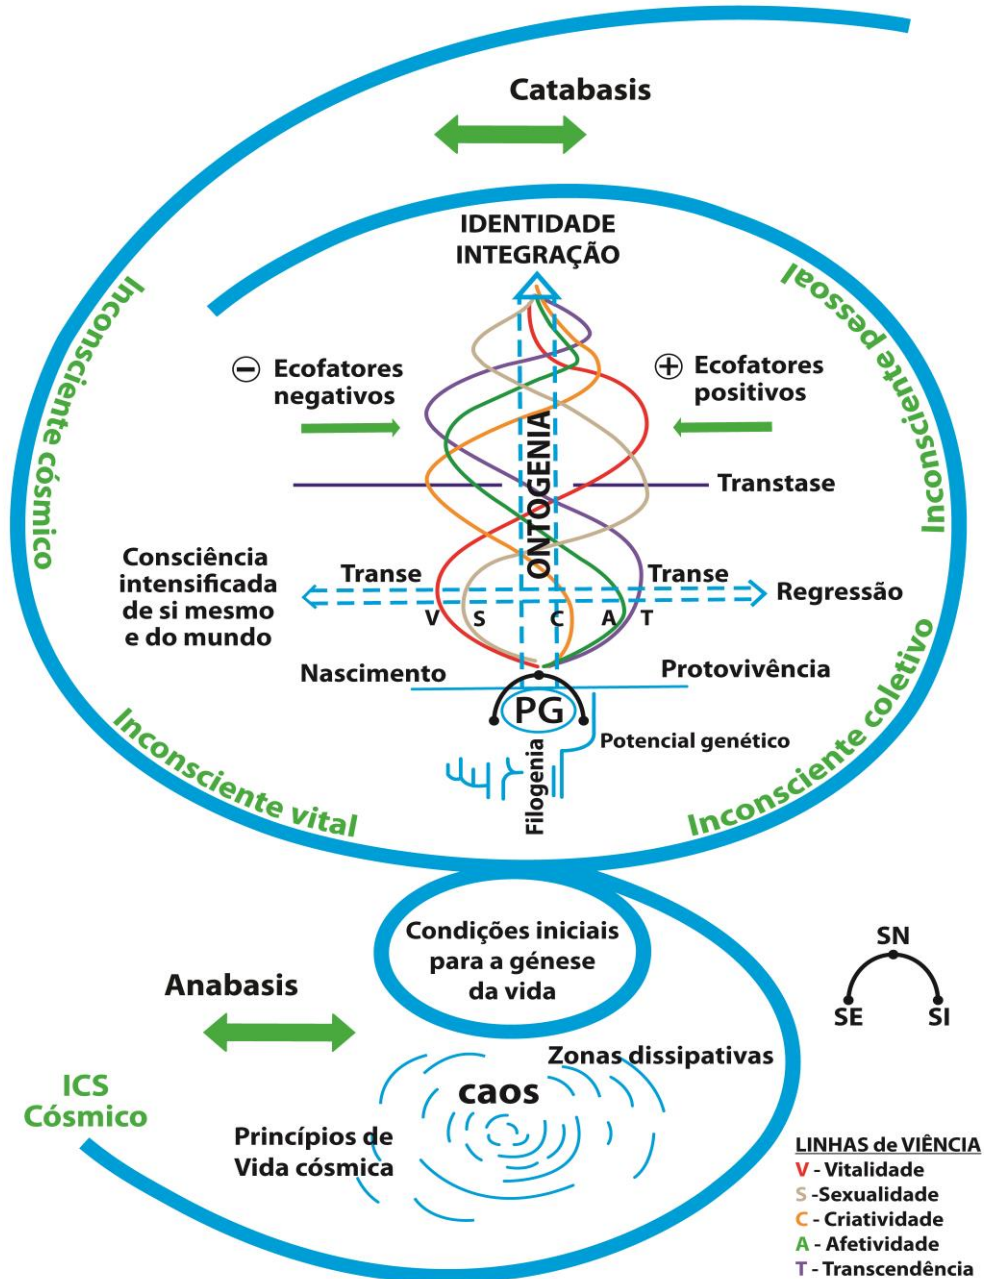 Catabasis
IDENTIDADE
INTEGRAÇÃO
Inconsciente cósmico
Inconsciente pessoal
− Ecofatores
negativos
+ Ecofatores
positivos
ONTOGENIA
Transtase
Consciência
intensificada
de si mesmo
e do mundo
Transe
Transe
Regressão
V S C A T
Nascimento
Protovivência
PG
Potencial genético
Filogenia
Inconsciente vital
Inconsciente coletivo
Condições iniciais
para a génese
da vida
Anabasis
SN
SE SI
Zonas dissipativas
caos
ICS
Cósmico
Princípios de
Vida cósmica
LINHAS de VIÊNCIA
V - Vitalidade
S -Sexualidade
C - Criatividade
A - Afetividade
T - Transcendência